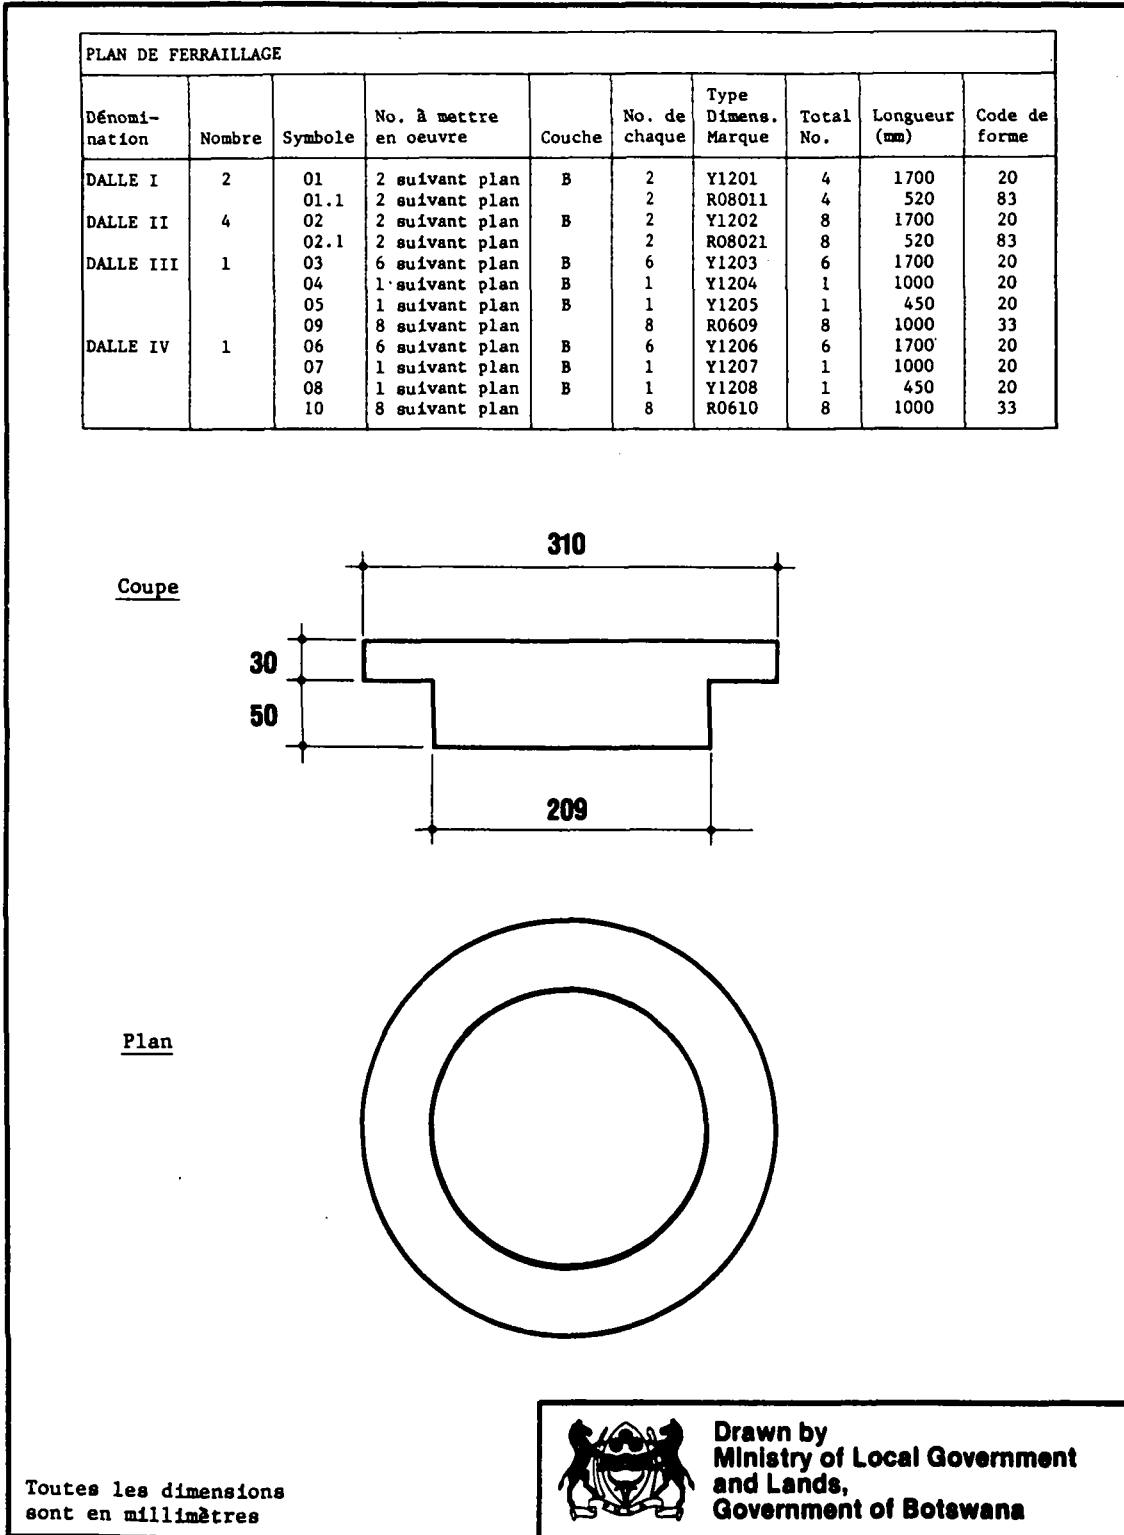 PLAN DE FERRAILLAGE
Dénomi-
nation Nombre Symbole No. à mettre
en oeuvre Couche No. de
chaque Type
Dimens.
Marque Total
No. Longueur
(mm) Code de
forme
DALLE I 2 01 2 suivant plan B 2 Y1201 4 1700 20
01.1 2 suivant plan 2 R08011 4 520 83
DALLE II 4 02 2 suivant plan B 2 Y1202 8 1700 20
02.1 2 suivant plan 2 R08021 8 520 83
DALLE III 1 03 6 suivant plan B 6 Y1203 6 1700 20
04 1 suivant plan B 1 Y1204 1 1000 20
05 1 suivant plan B 1 Y1205 1 450 20
09 8 suivant plan 8 R0609 8 1000 33
DALLE IV 1 06 6 suivant plan B 6 Y1206 6 1700 20
07 1 suivant plan B 1 Y1207 1 1000 20
08 1 suivant plan B 1 Y1208 1 450 20
10 8 suivant plan 8 R0610 8 1000 33
310
Coupe
30
50
209
Plan
Toutes les dimensions
sont en millimètres
Drawn by
Ministry of Local Government
and Lands,
Government of Botswana